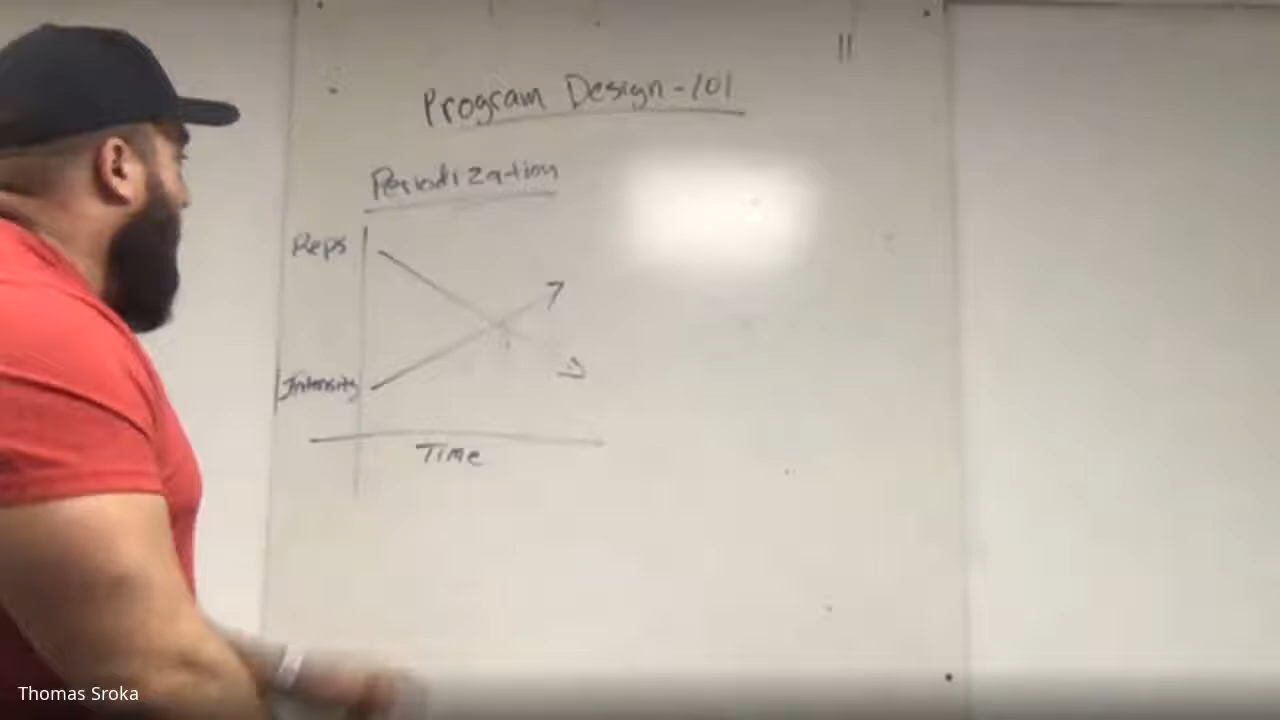 Program Design-101
Periodization
Reps
Intensity
Time
Thomas Sroka